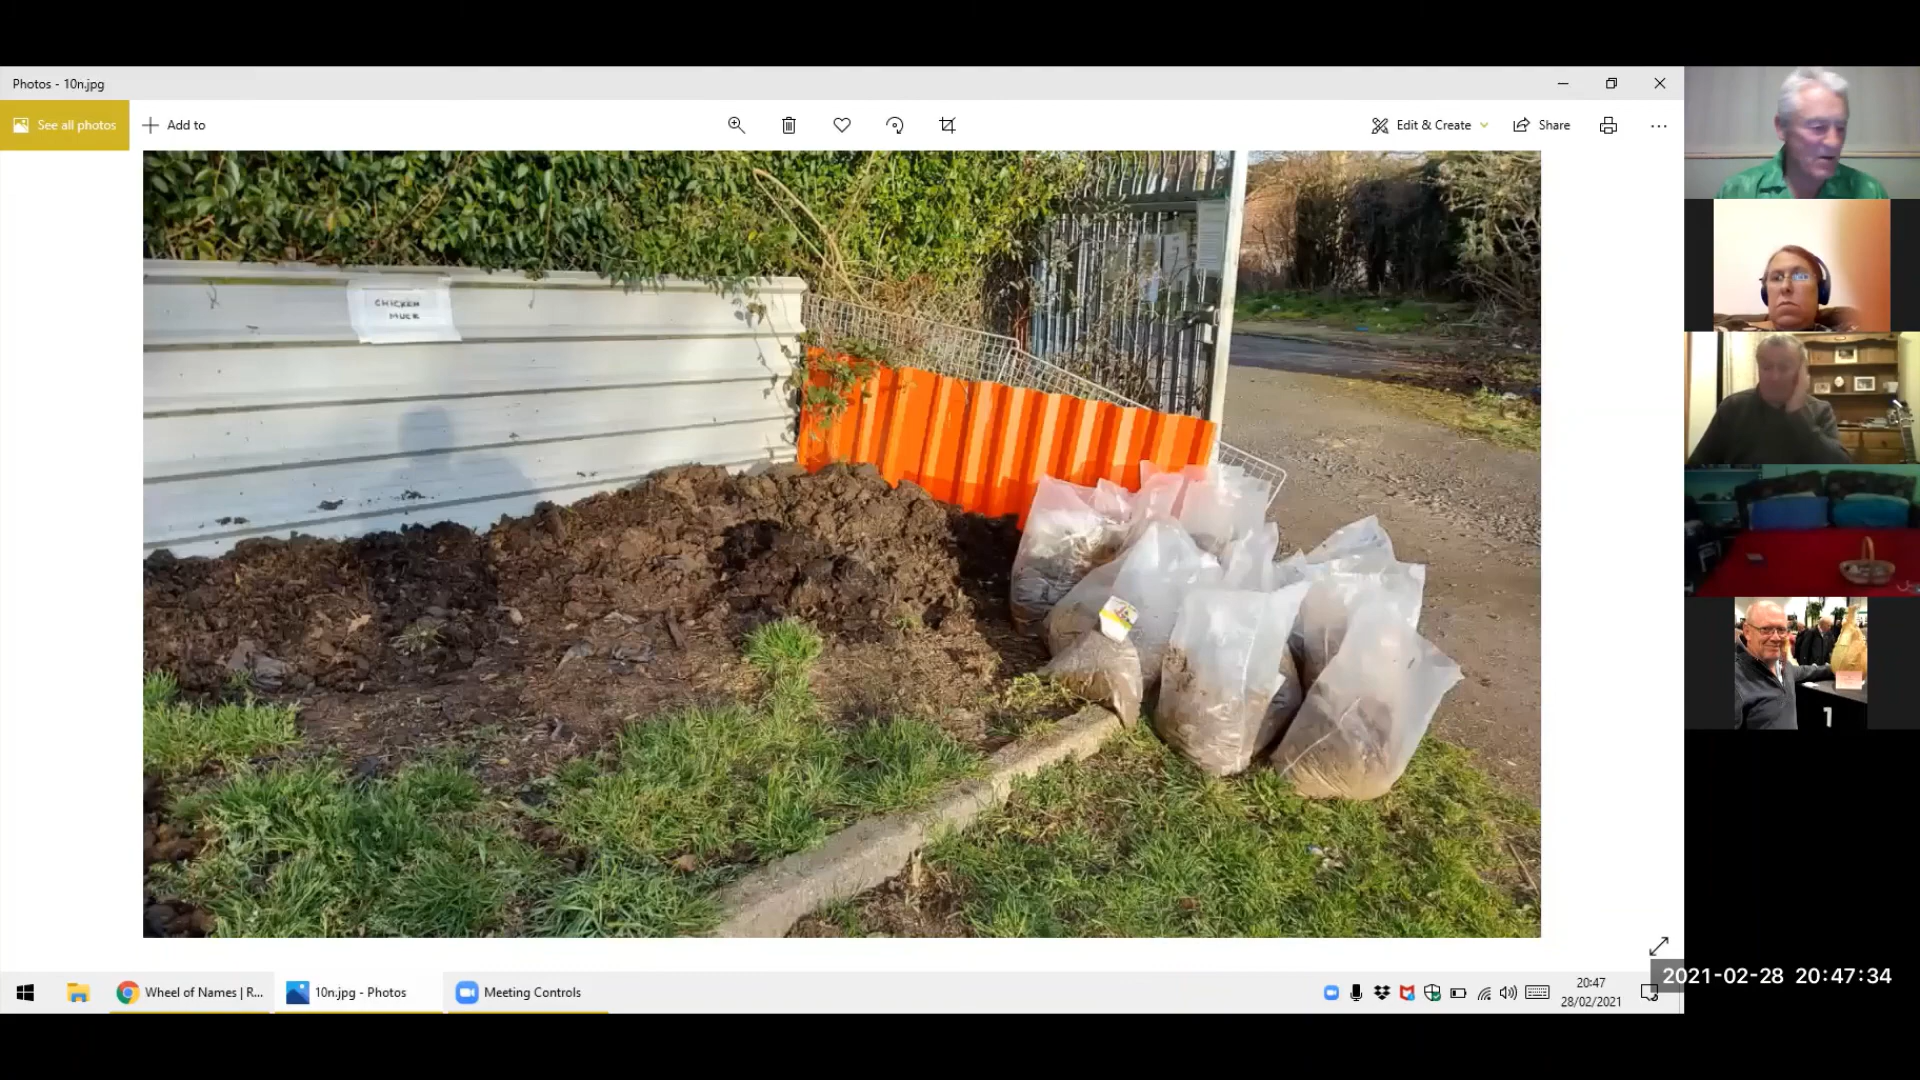 Photos - 10n.jpg
See all photos
Add to
Edit & Create
Share
CHICKEN
MUCK
1
Wheel of Names | R...
10n.jpg - Photos
Meeting Controls
20:47
28/02/2021
2021-02-28 20:47:34